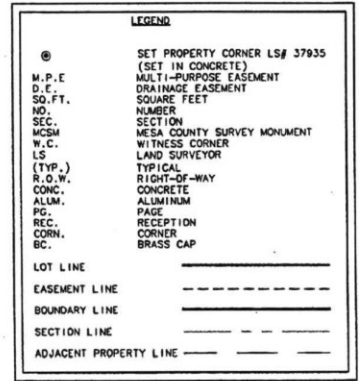 LEGEND
SET PROPERTY CORNER LS# 37935
(SET IN CONCRETE)
M.P.E MULTI-PURPOSE EASEMENT
D.E. DRAINAGE EASEMENT
SQ.FT. SQUARE FEET
NO. NUMBER
SEC. SECTION
MCSM MESA COUNTY SURVEY MONUMENT
W.C. WITNESS CORNER
LS LAND SURVEYOR
(TYP.) TYPICAL
R.O.W. RIGHT-OF-WAY
CONC. CONCRETE
ALUM. ALUMINUM
PG. PAGE
REC. RECEPTION
CORN. CORNER
BC. BRASS CAP
LOT LINE
EASEMENT LINE
BOUNDARY LINE
SECTION LINE
ADJACENT PROPERTY LINE